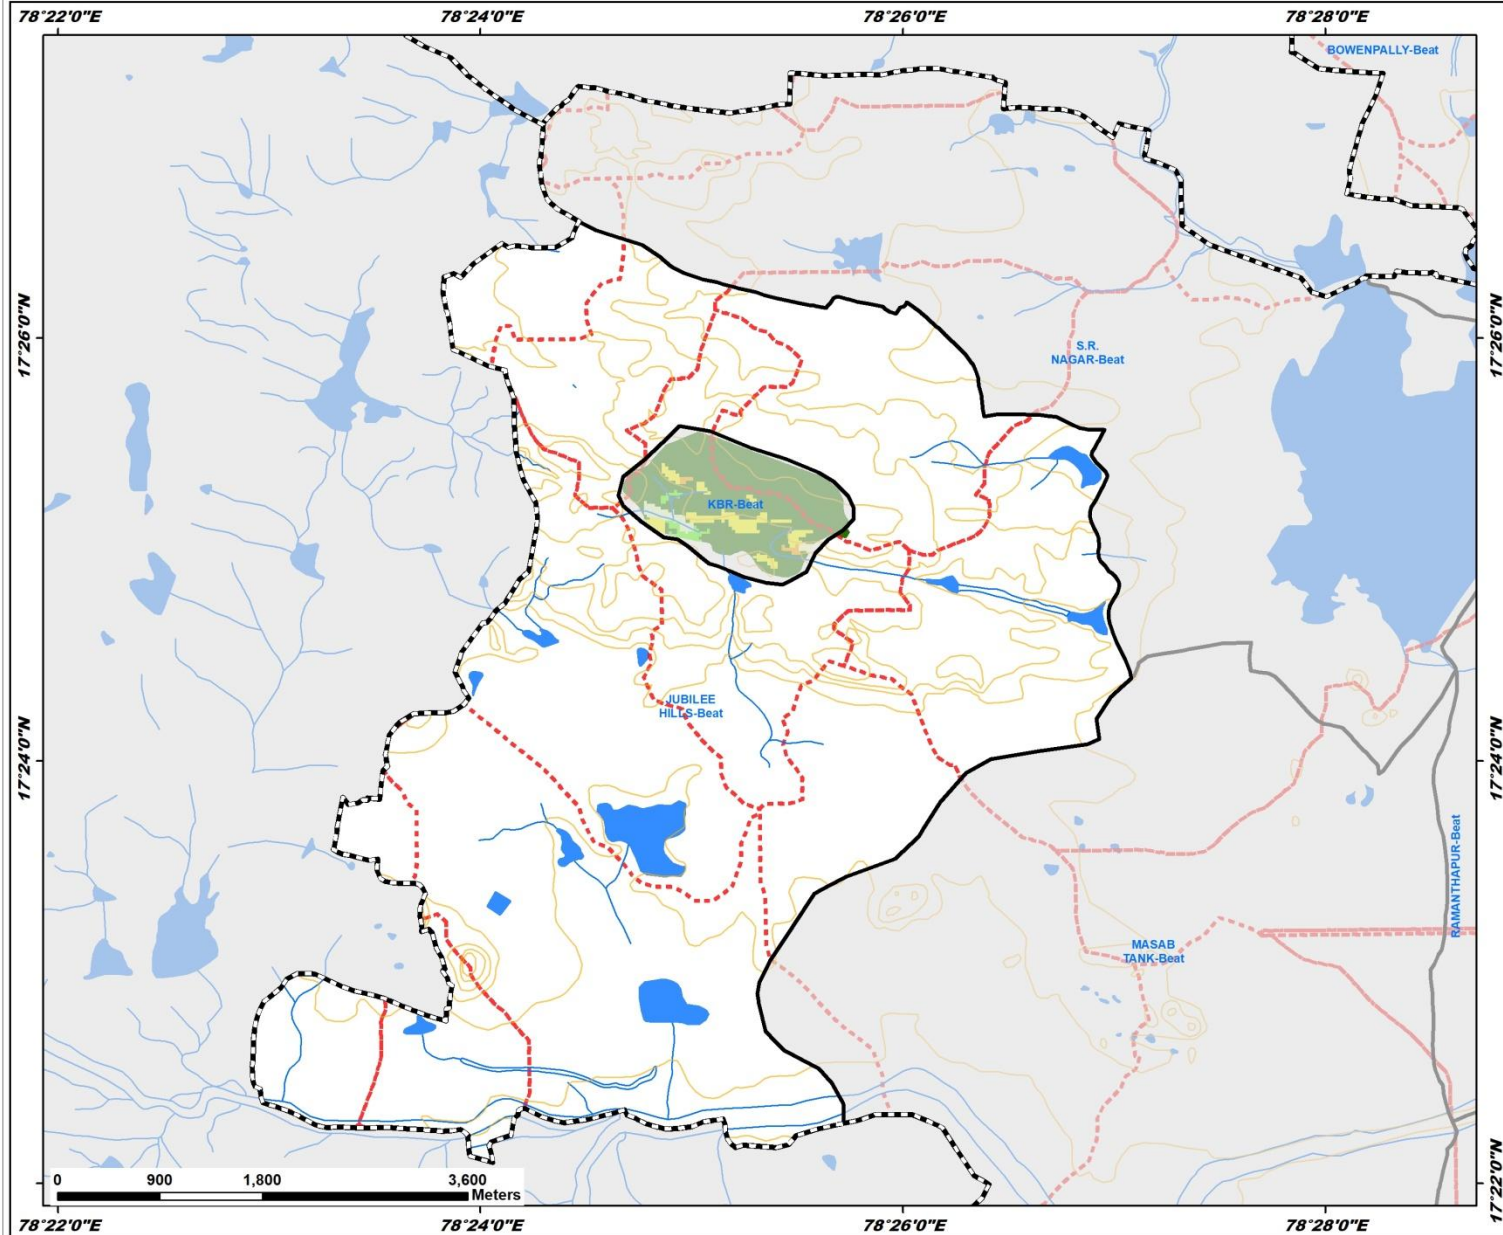 78°22'0"E
78°24'0"E
78°26'0"E
78°28'0"E
BOWENPALLY-Beat
17°26'0"N
17°26'0"N
S.R.
NAGAR-Beat
KBR-Beat
JUBILEE
HILLS-Beat
17°24'0"N
17°24'0"N
RAMANTHAPUR-Beat
MASAB
TANK-Beat
17°22'0"N
0
900
1,800
3,600
Meters
78°22'0"E
78°24'0"E
78°26'0"E
78°28'0"E